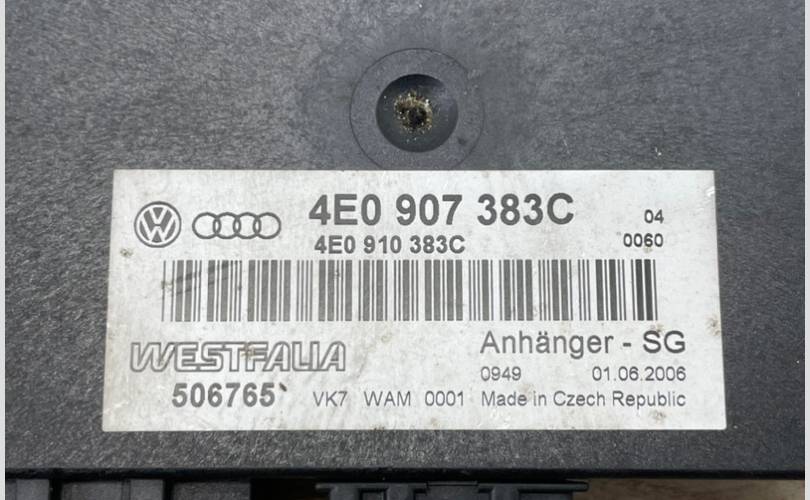 4E0 907 383C 04
4E0 910 383C 0060
WESTFALIA Anhänger - SG
0949 01.06.2006
506765 VK7 WAM 0001 Made in Czech Republic